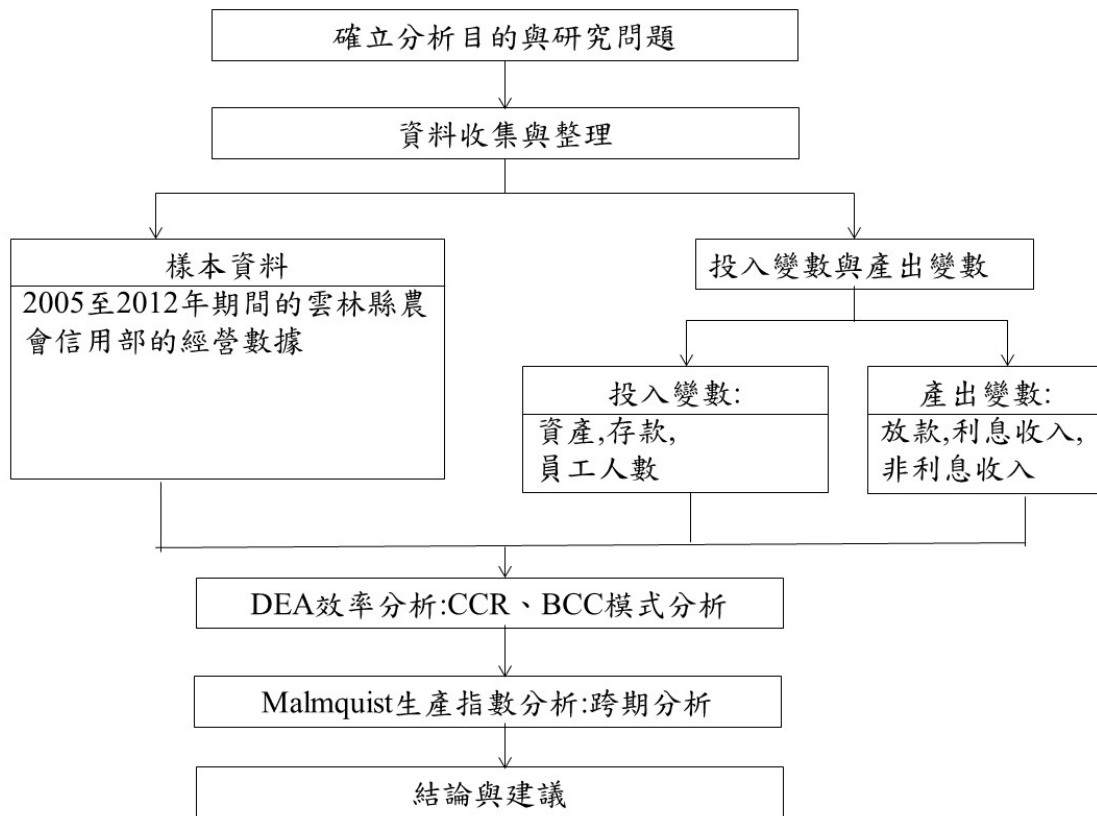 確立分析目的與研究問題
資料收集與整理
樣本資料
2005至2012年期間的雲林縣農
會信用部的經營數據
投入變數與產出變數
投入變數:
資產,存款,
員工人數
產出變數:
放款,利息收入,
非利息收入
DEA效率分析:CCR、BCC模式分析
Malmquist生產指數分析:跨期分析
結論與建議